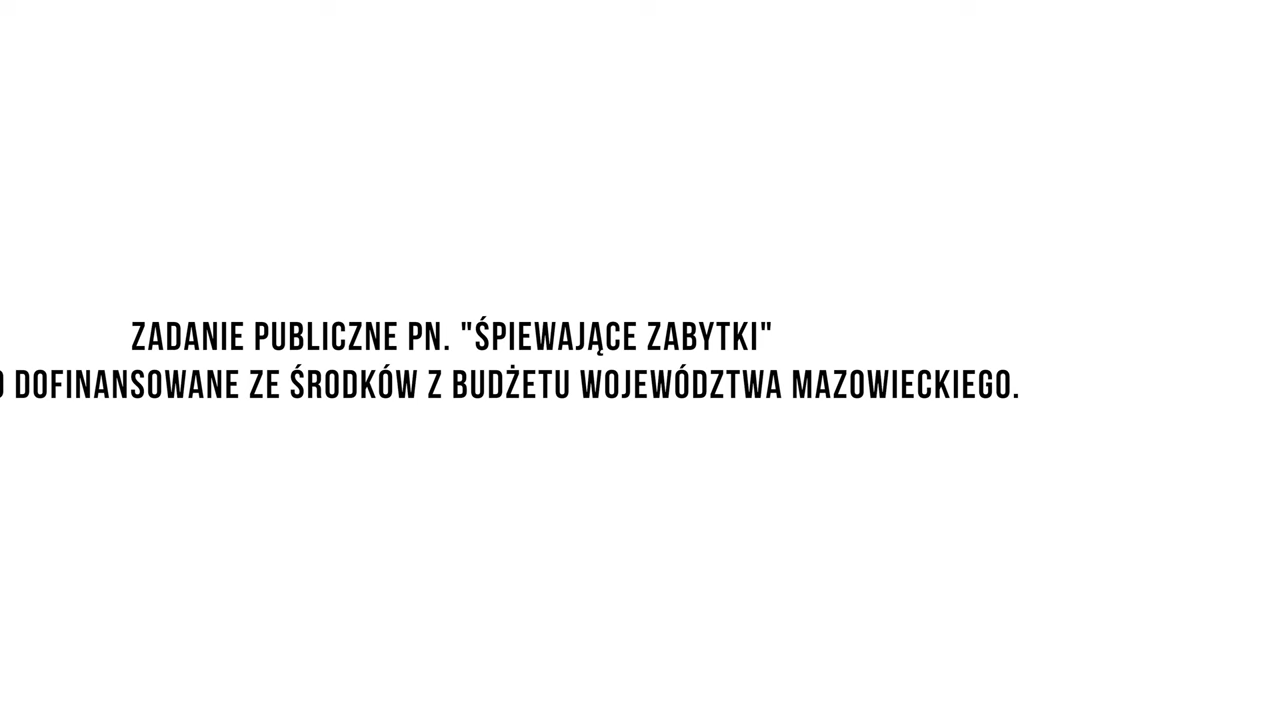 ZADANIE PUBLICZNE PN. "ŚPIEWAJĄCE ZABYTKI"
DOFINANSOWANE ZE ŚRODKÓW Z BUDŻETU WOJEWÓDZTWA MAZOWIECKIEGO.